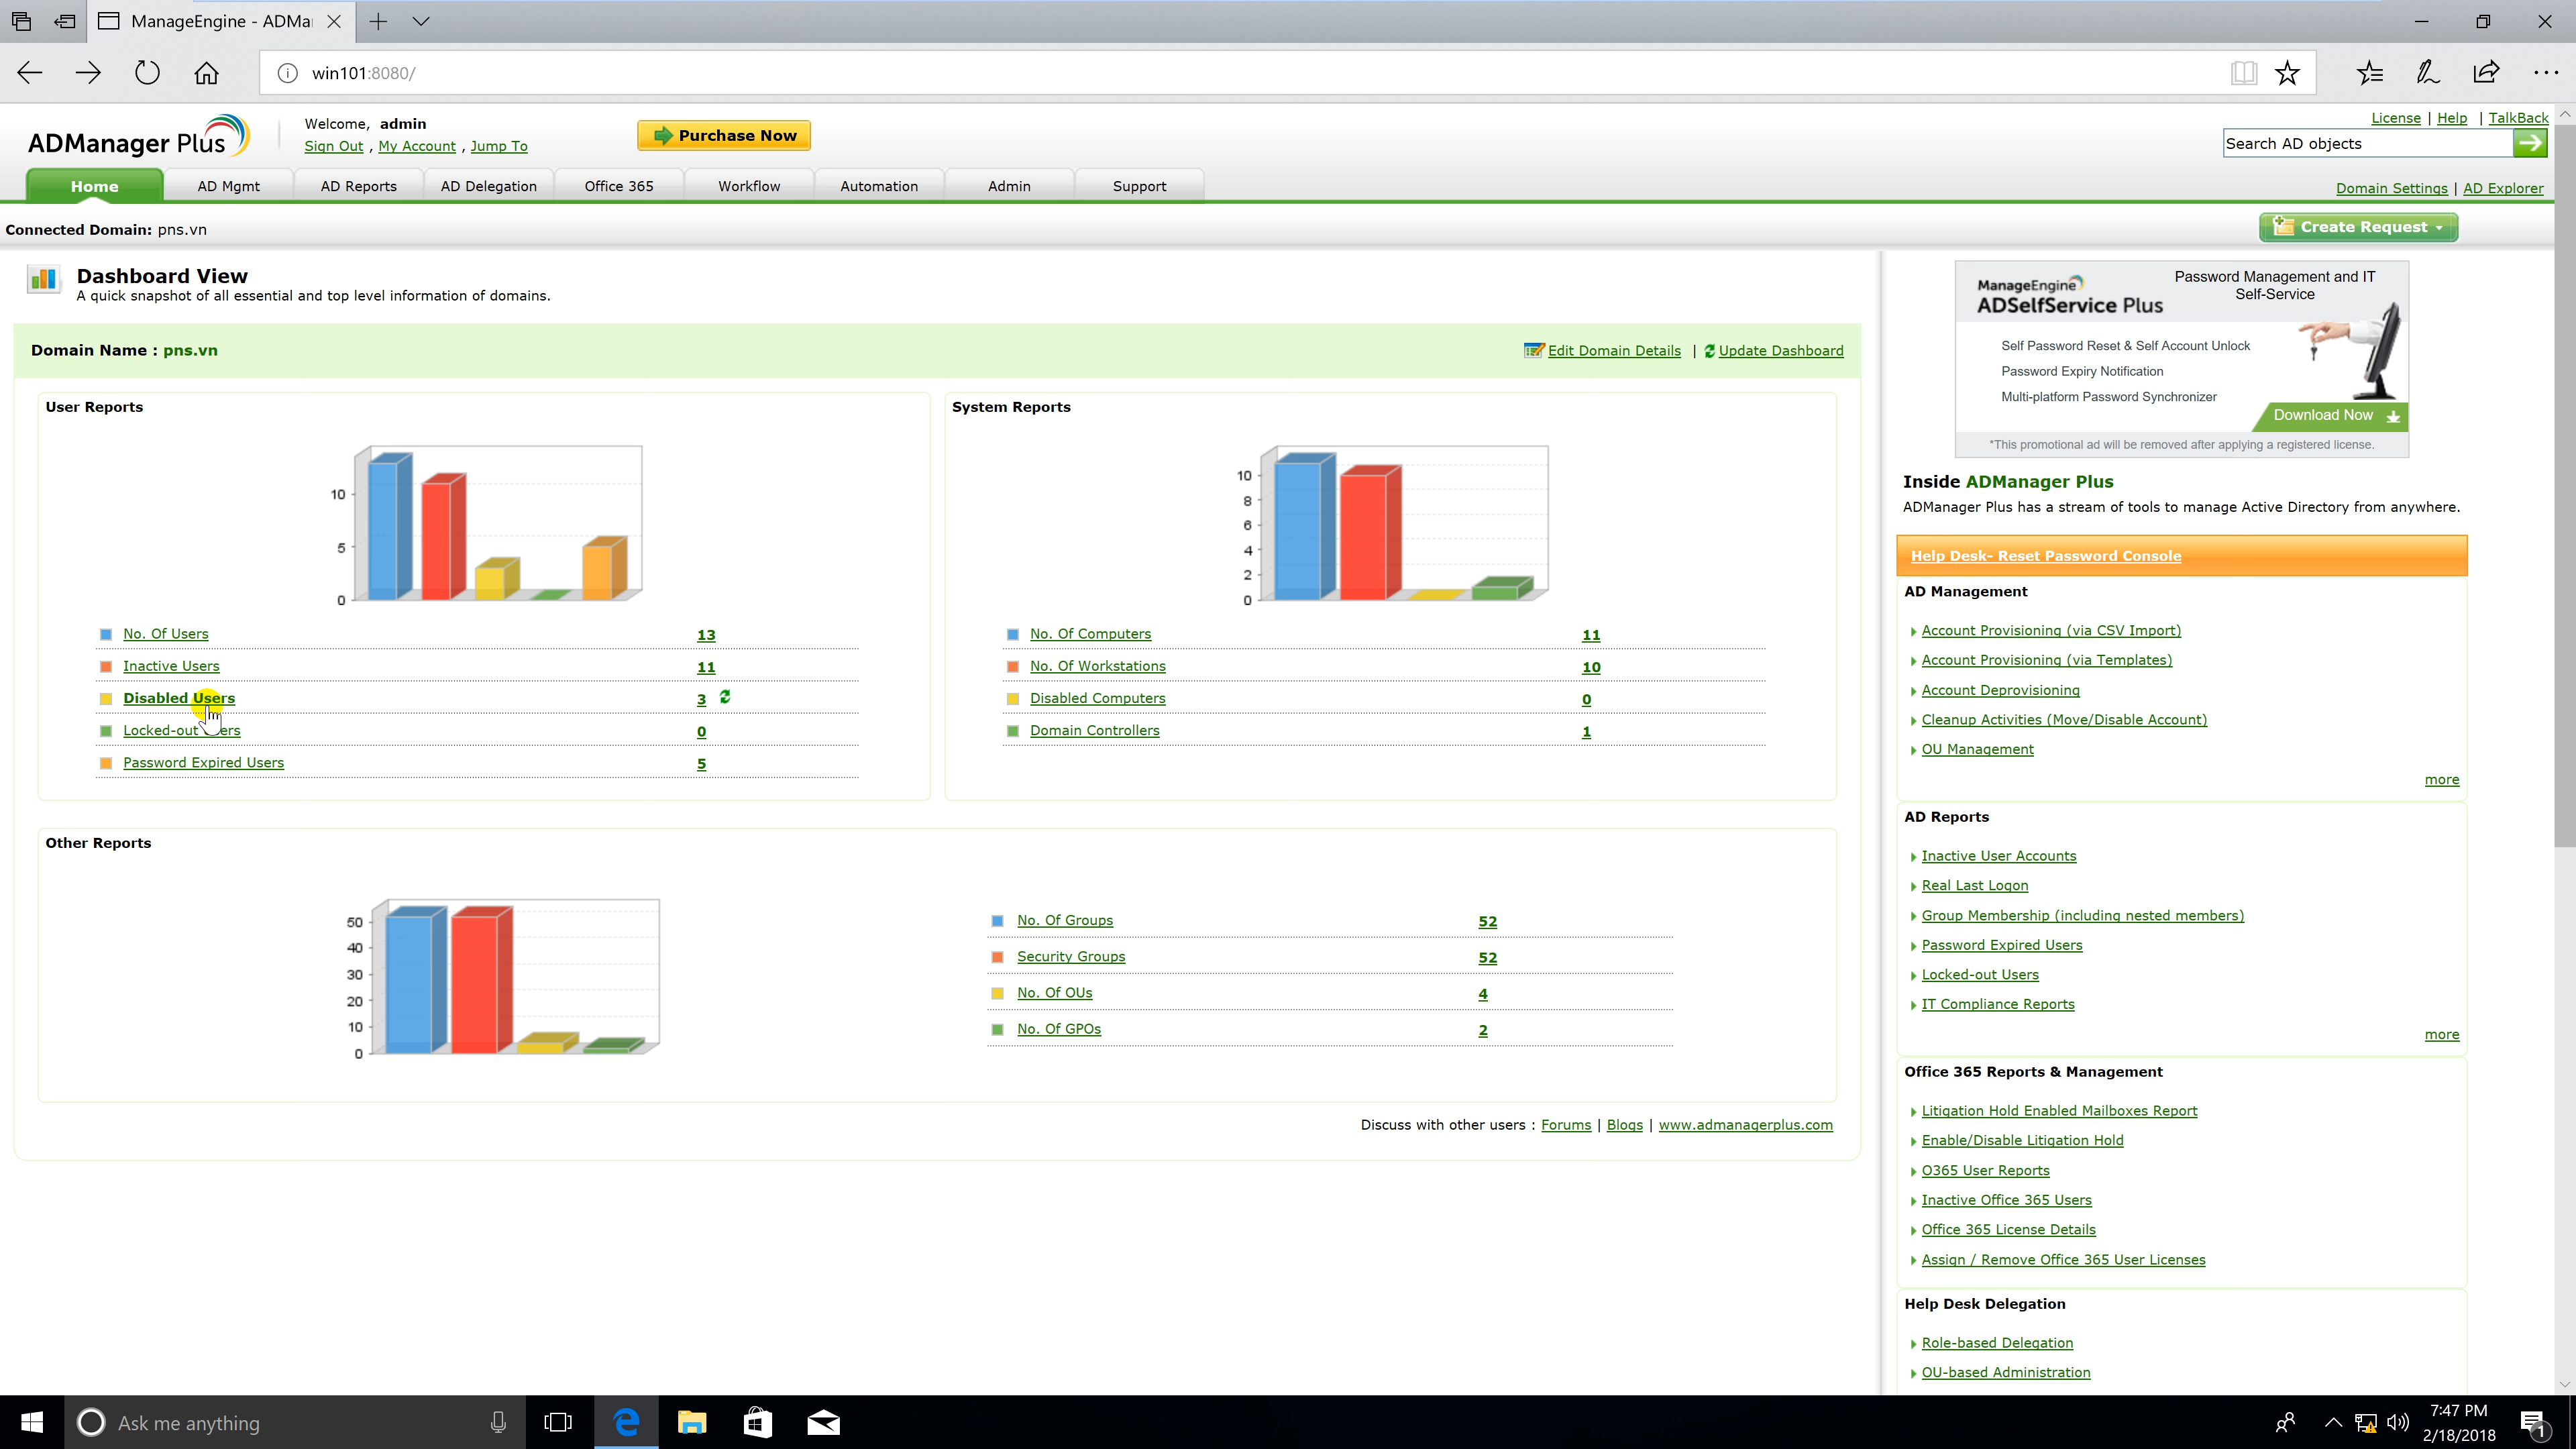 ManageEngine - ADMa
win101:8080/
ADManager Plus
Welcome, admin
Sign Out , My Account , Jump To
Purchase Now
License | Help | TalkBack
Search AD objects
Home
AD Mgmt
AD Reports
AD Delegation
Office 365
Workflow
Automation
Admin
Support
Domain Settings | AD Explorer
Connected Domain: pns.vn
Create Request
Dashboard View
A quick snapshot of all essential and top level information of domains.
Domain Name : pns.vn
Edit Domain Details | Update Dashboard
User Reports
10
5
0
No. Of Users 13
Inactive Users 11
Disabled Users 3
Locked-out 0
Password Expired Users 5
System Reports
10
8
6
4
2
0
No. Of Computers 11
No. Of Workstations 10
Disabled Computers 0
Domain Controllers 1
Other Reports
50
40
30
20
10
0
No. Of Groups 52
Security Groups 52
No. Of OUs 4
No. Of GPOs 2
Discuss with other users : Forums | Blogs | www.admanagerplus.com
ManageEngine
ADSelfService Plus
Password Management and IT
Self-Service
Self Password Reset & Self Account Unlock
Password Expiry Notification
Multi-platform Password Synchronizer
Download Now
*This promotional ad will be removed after applying a registered license.
Inside ADManager Plus
ADManager Plus has a stream of tools to manage Active Directory from anywhere.
Help Desk- Reset Password Console
AD Management
Account Provisioning (via CSV Import)
Account Provisioning (via Templates)
Account Deprovisioning
Cleanup Activities (Move/Disable Account)
OU Management
more
AD Reports
Inactive User Accounts
Real Last Logon
Group Membership (including nested members)
Password Expired Users
Locked-out Users
IT Compliance Reports
more
Office 365 Reports & Management
Litigation Hold Enabled Mailboxes Report
Enable/Disable Litigation Hold
O365 User Reports
Inactive Office 365 Users
Office 365 License Details
Assign / Remove Office 365 User Licenses
Help Desk Delegation
Role-based Delegation
OU-based Administration
Ask me anything
7:47 PM
2/18/2018
1